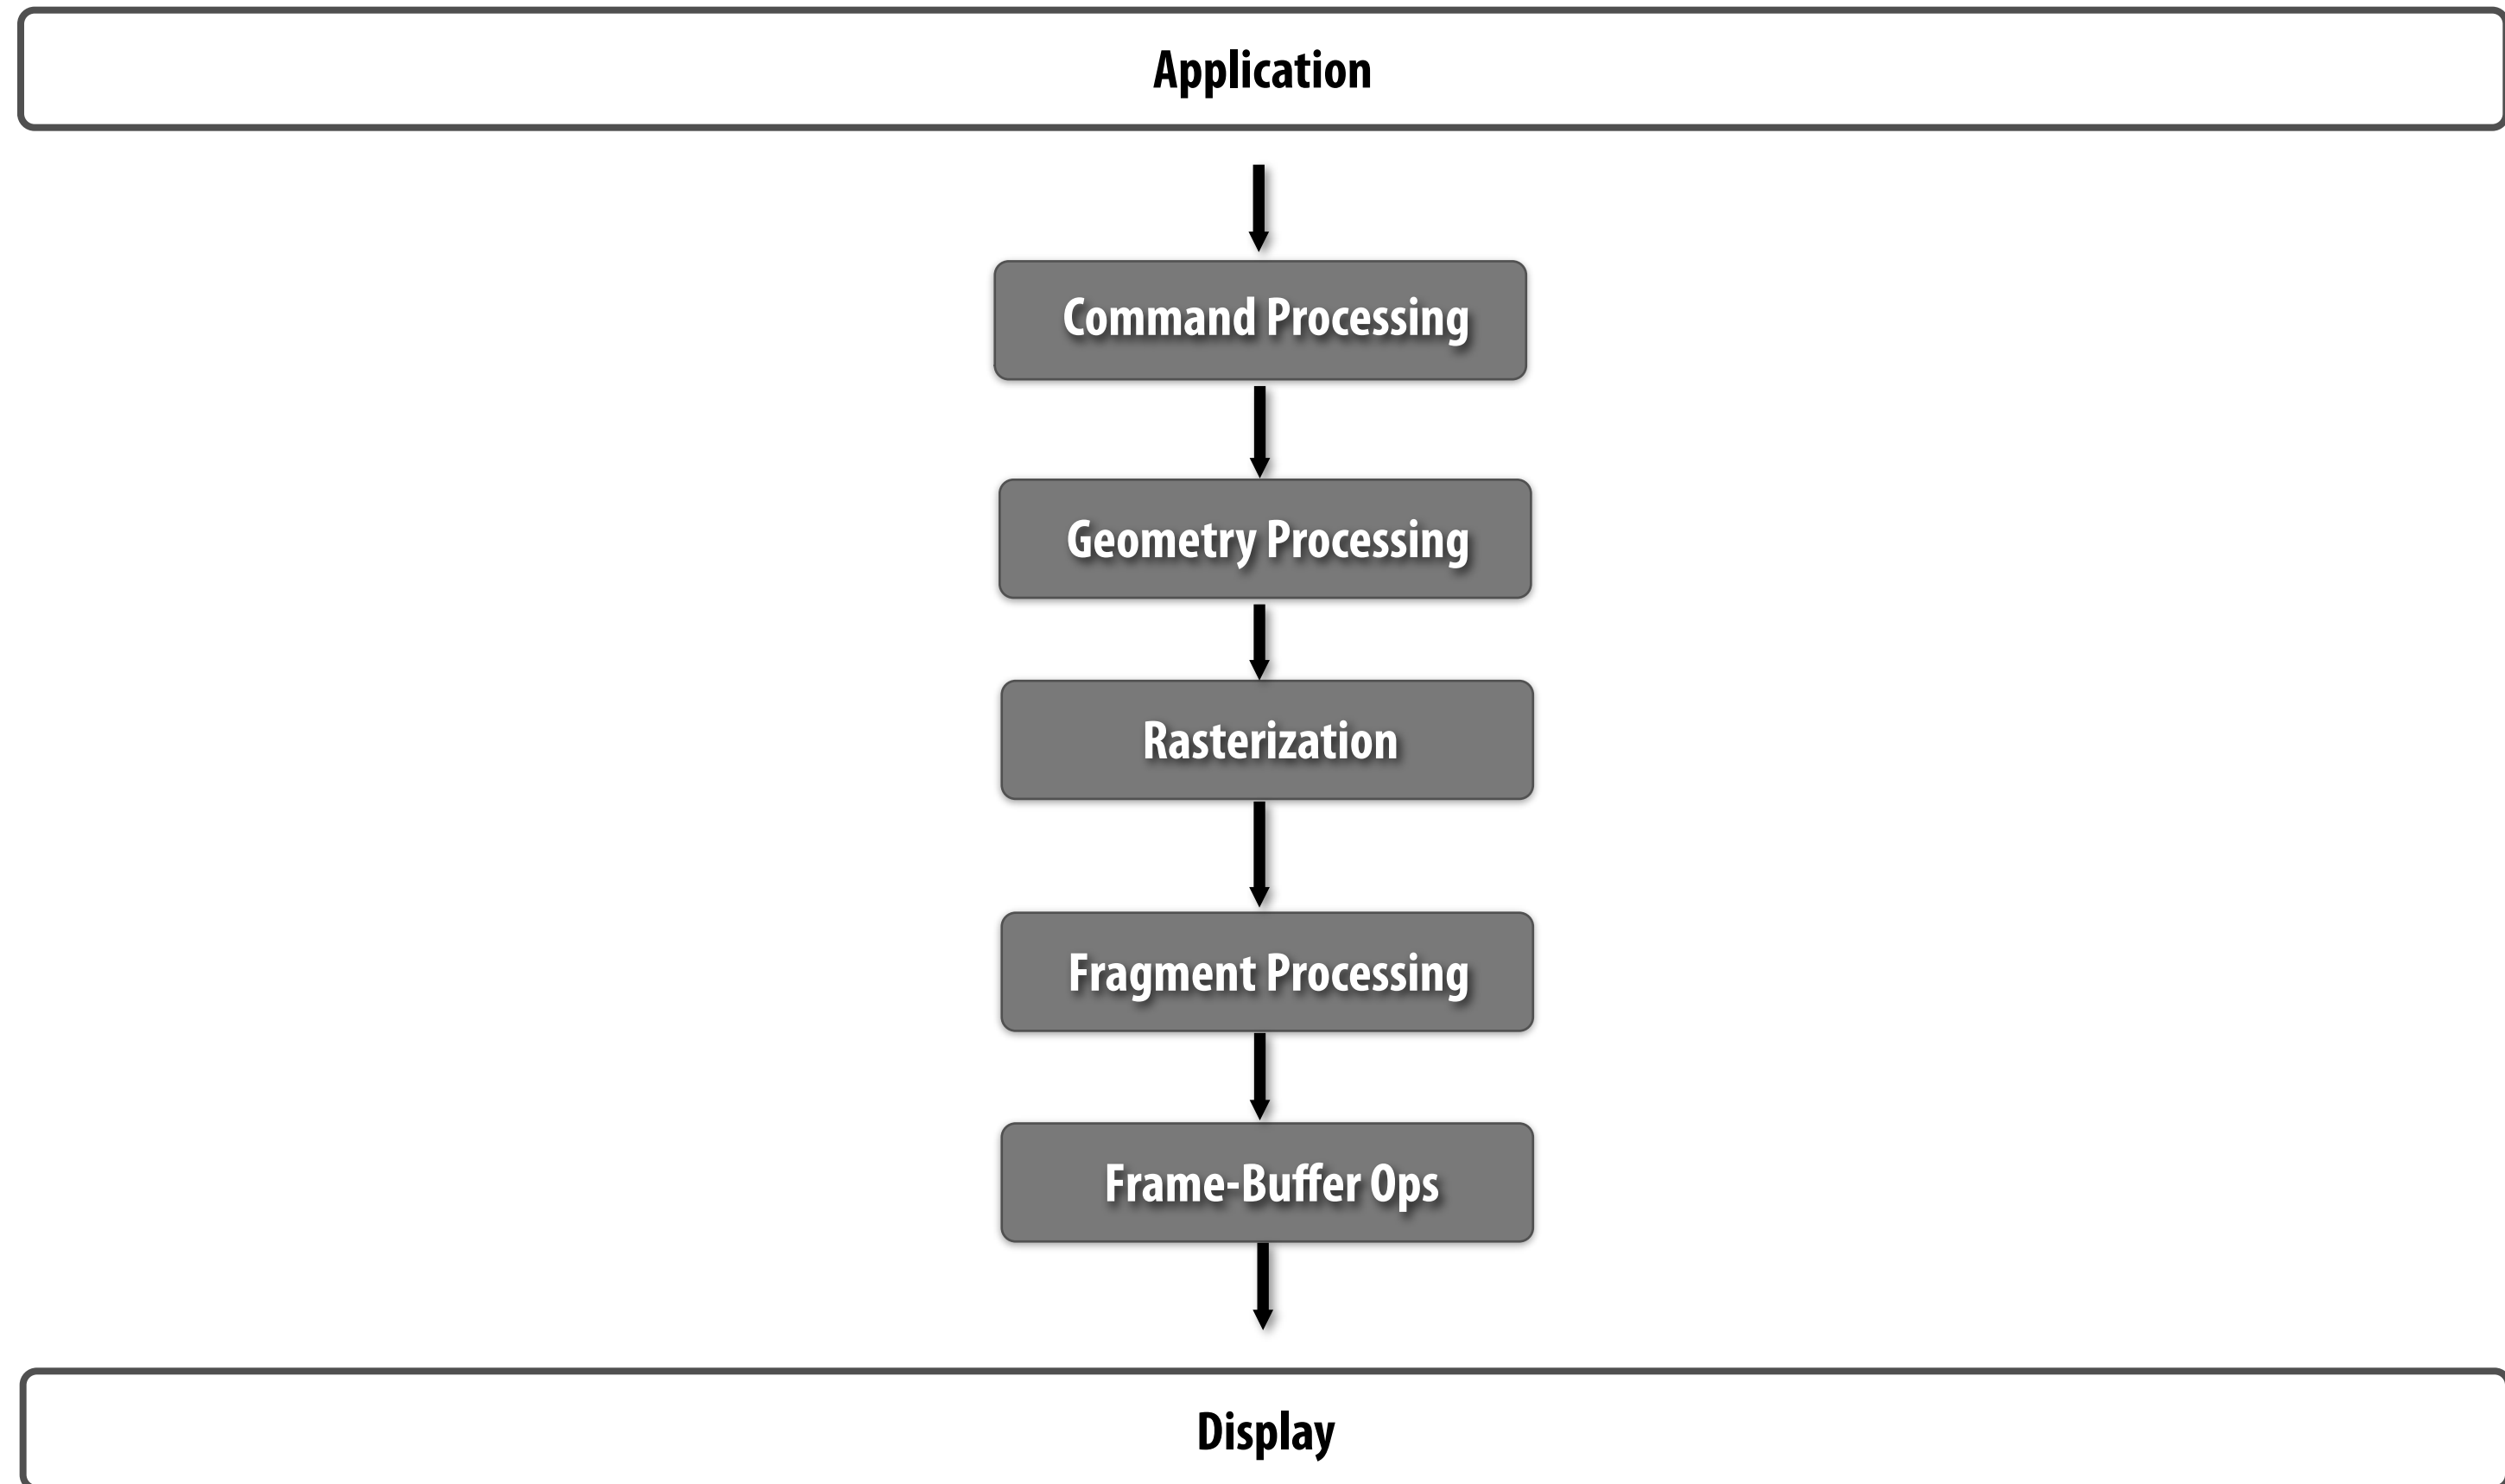 Application
Command Processing
Geometry Processing
Rasterization
Fragment Processing
Frame-Buffer Ops
Display